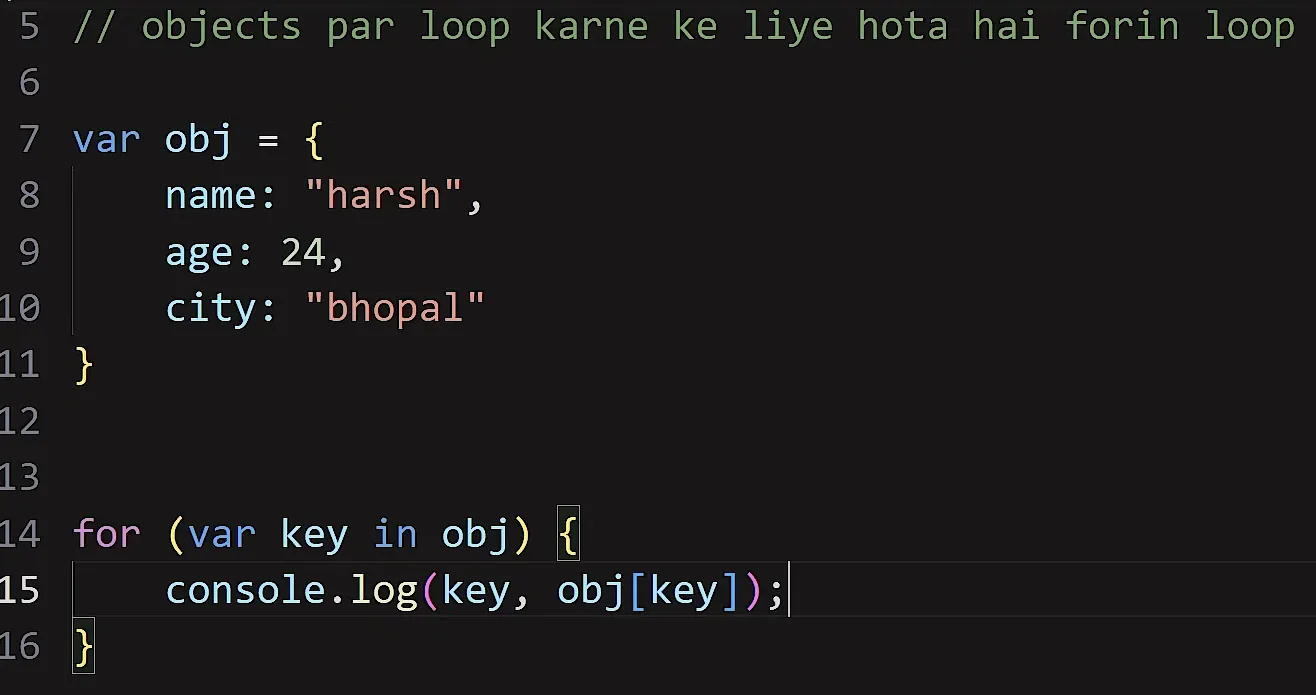 5 // objects par loop karne ke liye hota hai forin loop
6
7 var obj = {
8     name: "harsh",
9     age: 24,
10     city: "bhopal"
11 }
12
13
14 for (var key in obj) {
15     console.log(key, obj[key]);
16 }